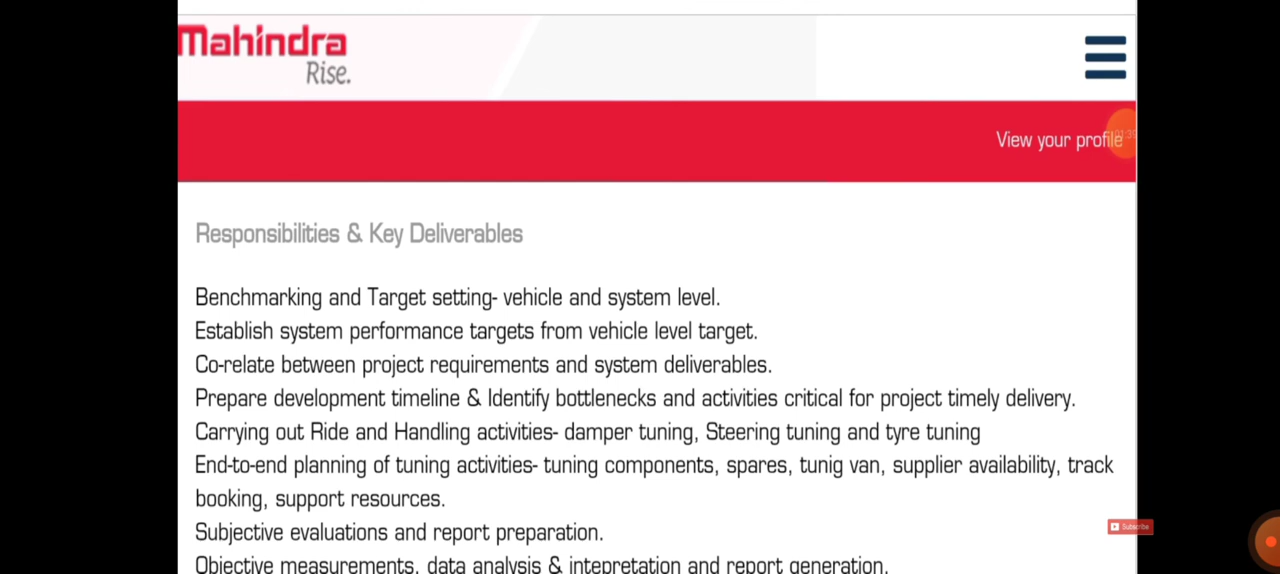 Mahindra
Rise.
View your profile
01:39
Responsibilities & Key Deliverables
Benchmarking and Target setting- vehicle and system level.
Establish system performance targets from vehicle level target.
Co-relate between project requirements and system deliverables.
Prepare development timeline & Identify bottlenecks and activities critical for project timely delivery.
Carrying out Ride and Handling activities- damper tuning, Steering tuning and tyre tuning
End-to-end planning of tuning activities- tuning components, spares, tunig van, supplier availability, track
booking, support resources.
Subscribe
Subjective evaluations and report preparation.
Objective measurements, data analysis & intepretation and report generation.